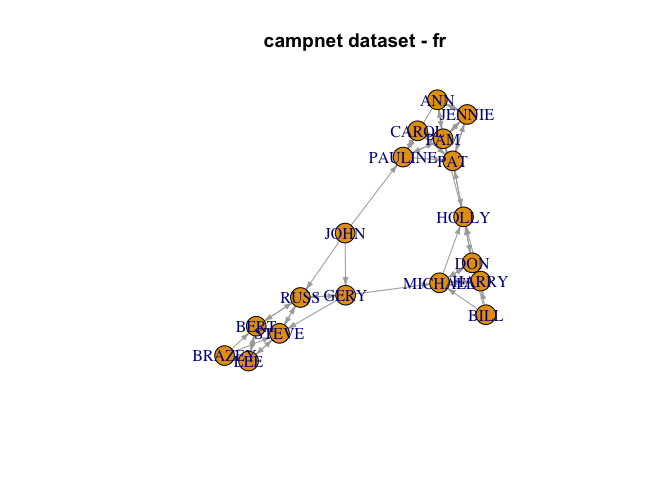 campnet dataset - fr
ANN
JENNIE
CAROL
PAM
PAULINE
PAT
HOLLY
JOHN
DON
MICHAEL
HARRY
RUSS
GERY
BILL
BERT
STEVE
BRAZEY
LEE